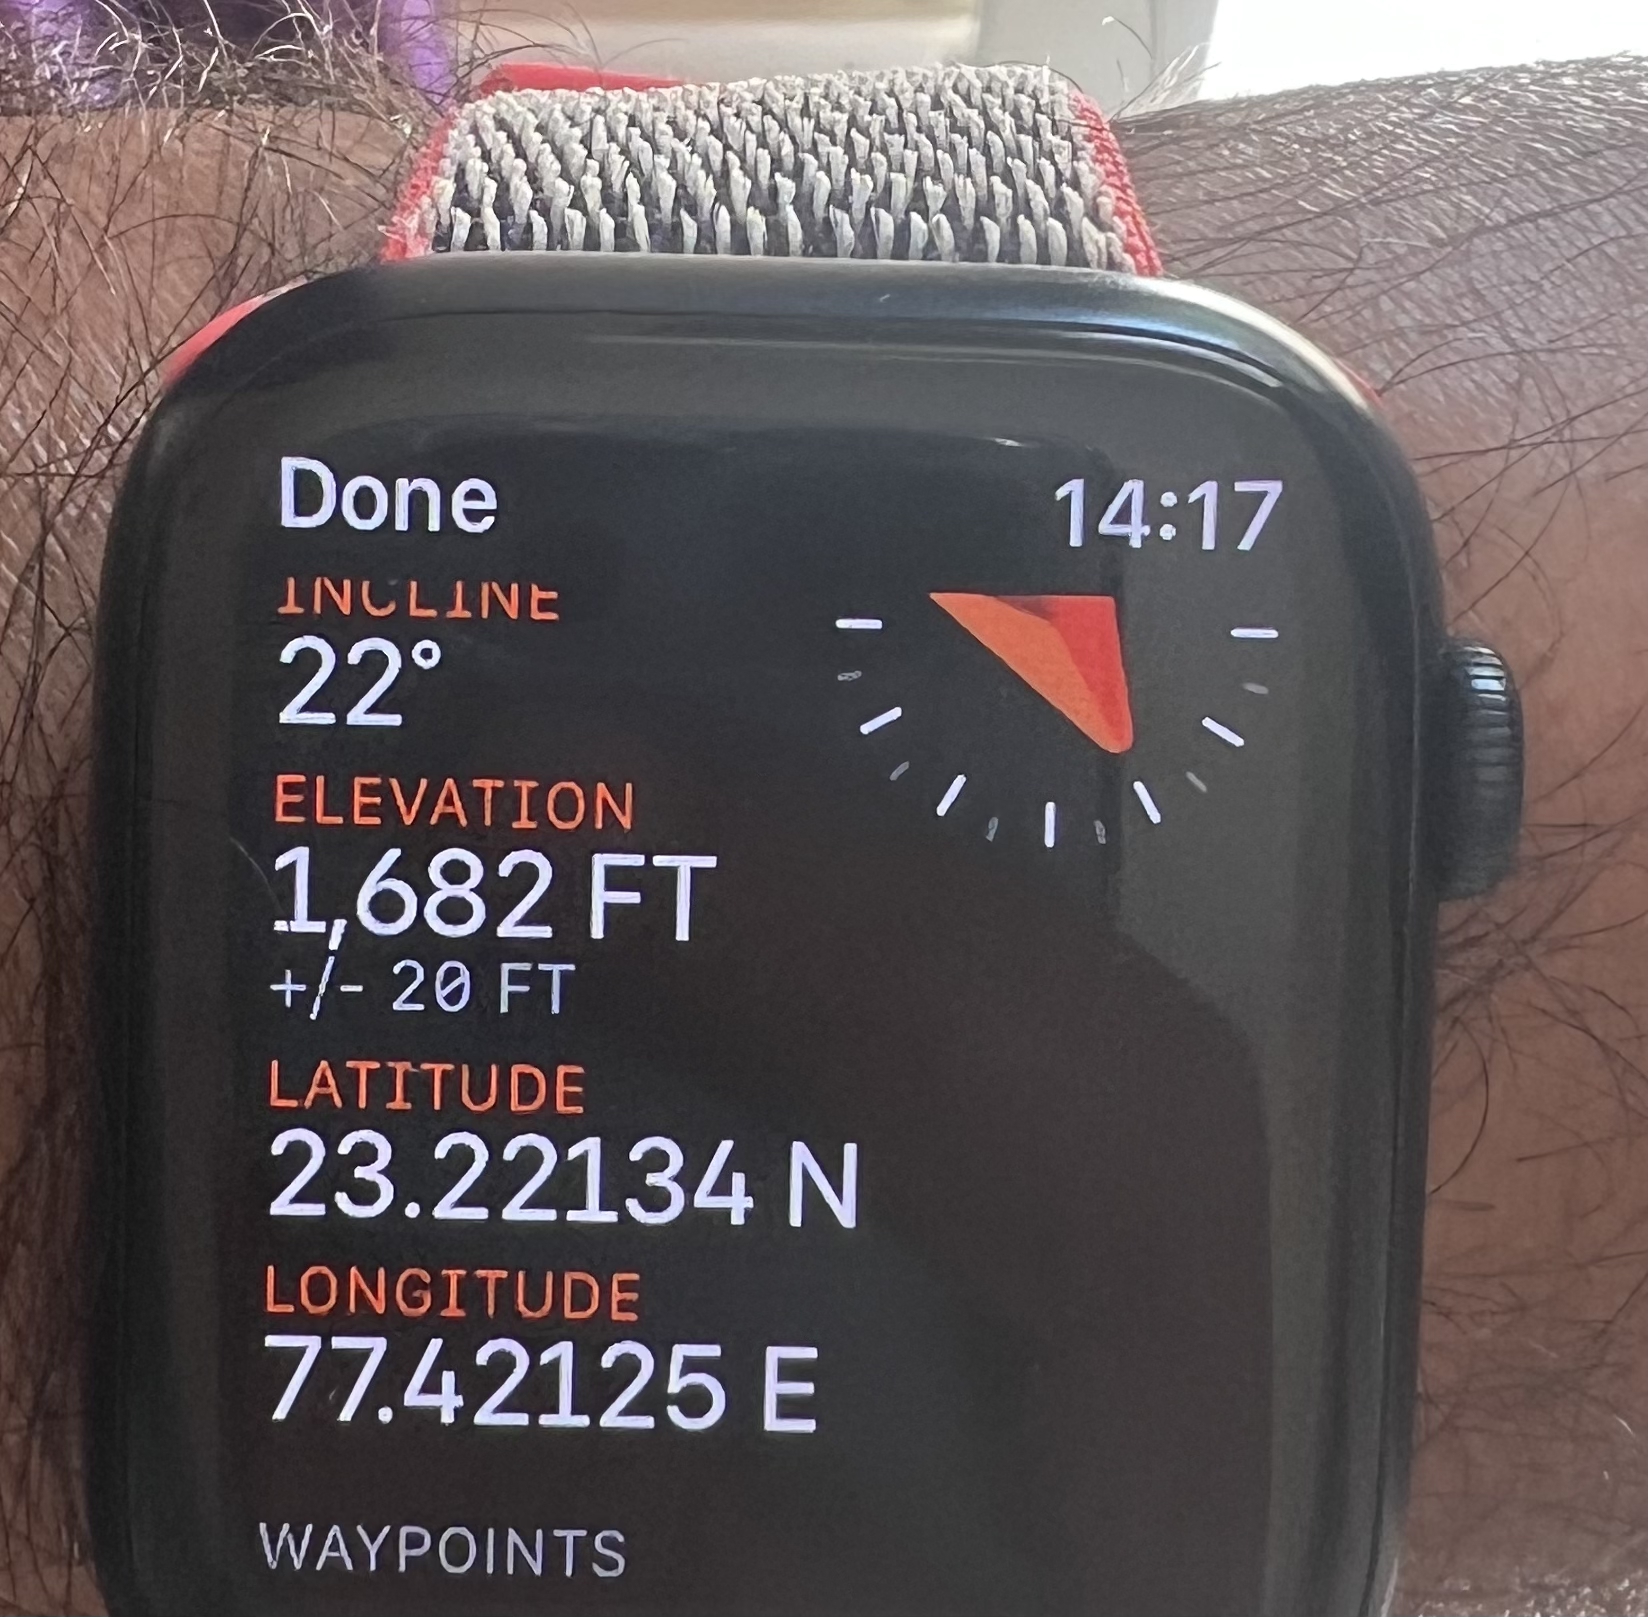 Done
14:17
INCLINE
22°
ELEVATION
1,682 FT
+/- 20 FT
LATITUDE
23.22134 N
LONGITUDE
77.42125 E
WAYPOINTS